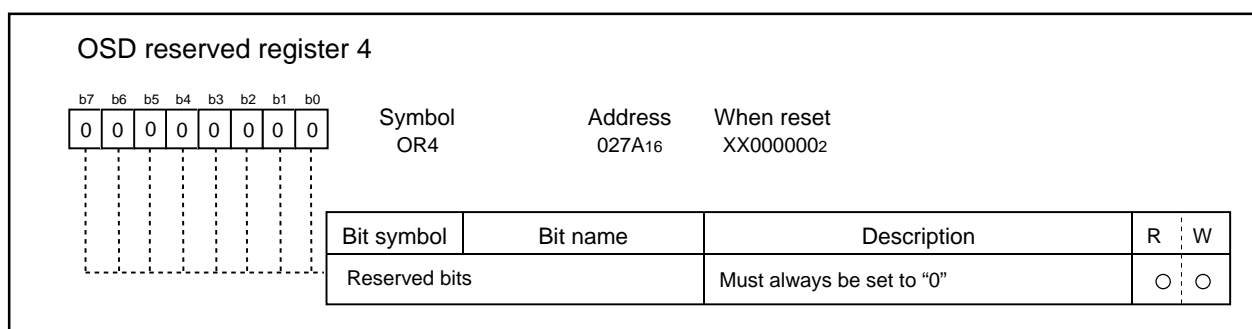 OSD reserved register 4
b7 b6 b5 b4 b3 b2 b1 b0
0 0 0 0 0 0 0 0
Symbol Address When reset
OR4 027A16 XX0000002
Bit symbol Bit name Description R W
Reserved bits Must always be set to “0” ○ ○